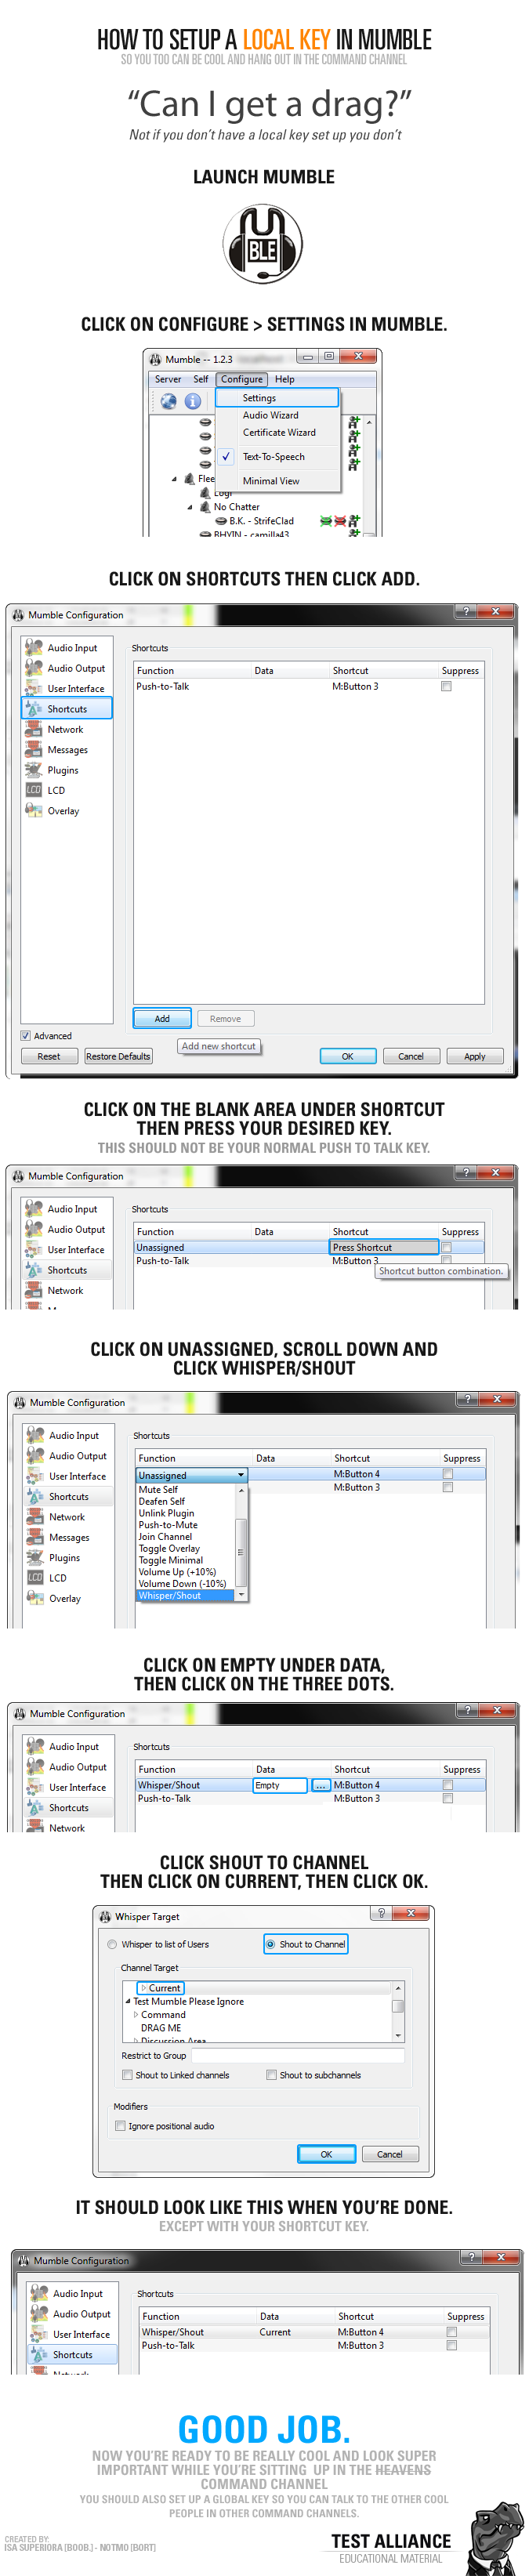 HOW TO SETUP A LOCAL KEY IN MUMBLE
SO YOU TOO CAN BE COOL AND HANG OUT IN THE COMMAND CHANNEL
“Can I get a drag?”
Not if you don’t have a local key set up you don’t
LAUNCH MUMBLE
BLE
CLICK ON CONFIGURE > SETTINGS IN MUMBLE.
Mumble -- 1.2.3
Server Self Configure Help
Settings
Audio Wizard
Certificate Wizard
Text-To-Speech
Minimal View
Flee
Logi
No Chatter
B.K. - StrifeClad
BHYIN - camilla43
CLICK ON SHORTCUTS THEN CLICK ADD.
Mumble Configuration
Audio Input
Audio Output
User Interface
Shortcuts
Network
Messages
Plugins
LCD
Overlay
Shortcuts
Function Data Shortcut Suppress
Push-to-Talk M:Button 3
Add Remove
Advanced
Add new shortcut
Reset Restore Defaults OK Cancel Apply
CLICK ON THE BLANK AREA UNDER SHORTCUT
THEN PRESS YOUR DESIRED KEY.
THIS SHOULD NOT BE YOUR NORMAL PUSH TO TALK KEY.
Mumble Configuration
Audio Input
Audio Output
User Interface
Shortcuts
Network
Shortcuts
Function Data Shortcut Suppress
Unassigned Press Shortcut
Push-to-Talk M:Button 3
Shortcut button combination.
CLICK ON UNASSIGNED, SCROLL DOWN AND
CLICK WHISPER/SHOUT
Mumble Configuration
Audio Input
Audio Output
User Interface
Shortcuts
Network
Messages
Plugins
LCD
Overlay
Shortcuts
Function Data Shortcut Suppress
Unassigned M:Button 4
M:Button 3
Mute Self
Deafen Self
Unlink Plugin
Push-to-Mute
Join Channel
Toggle Overlay
Toggle Minimal
Volume Up (+10%)
Volume Down (-10%)
Whisper/Shout
CLICK ON EMPTY UNDER DATA,
THEN CLICK ON THE THREE DOTS.
Mumble Configuration
Audio Input
Audio Output
User Interface
Shortcuts
Network
Shortcuts
Function Data Shortcut Suppress
Whisper/Shout Empty ... M:Button 4
Push-to-Talk M:Button 3
CLICK SHOUT TO CHANNEL
THEN CLICK ON CURRENT, THEN CLICK OK.
Whisper Target
Whisper to list of Users Shout to Channel
Channel Target
Current
Test Mumble Please Ignore
Command
DRAG ME
Discussion Area
Restrict to Group
Shout to Linked channels Shout to subchannels
Modifiers
Ignore positional audio
OK Cancel
IT SHOULD LOOK LIKE THIS WHEN YOU’RE DONE.
EXCEPT WITH YOUR SHORTCUT KEY.
Mumble Configuration
Audio Input
Audio Output
User Interface
Shortcuts
Shortcuts
Function Data Shortcut Suppress
Whisper/Shout Current M:Button 4
Push-to-Talk M:Button 3
GOOD JOB.
NOW YOU’RE READY TO BE REALLY COOL AND LOOK SUPER
IMPORTANT WHILE YOU’RE SITTING UP IN THE HEAVENS
COMMAND CHANNEL
YOU SHOULD ALSO SET UP A GLOBAL KEY SO YOU CAN TALK TO THE OTHER COOL
PEOPLE IN OTHER COMMAND CHANNELS.
CREATED BY:
ISA SUPERIORA [BOOB.] - NOTMO [BORT]
TEST ALLIANCE
EDUCATIONAL MATERIAL